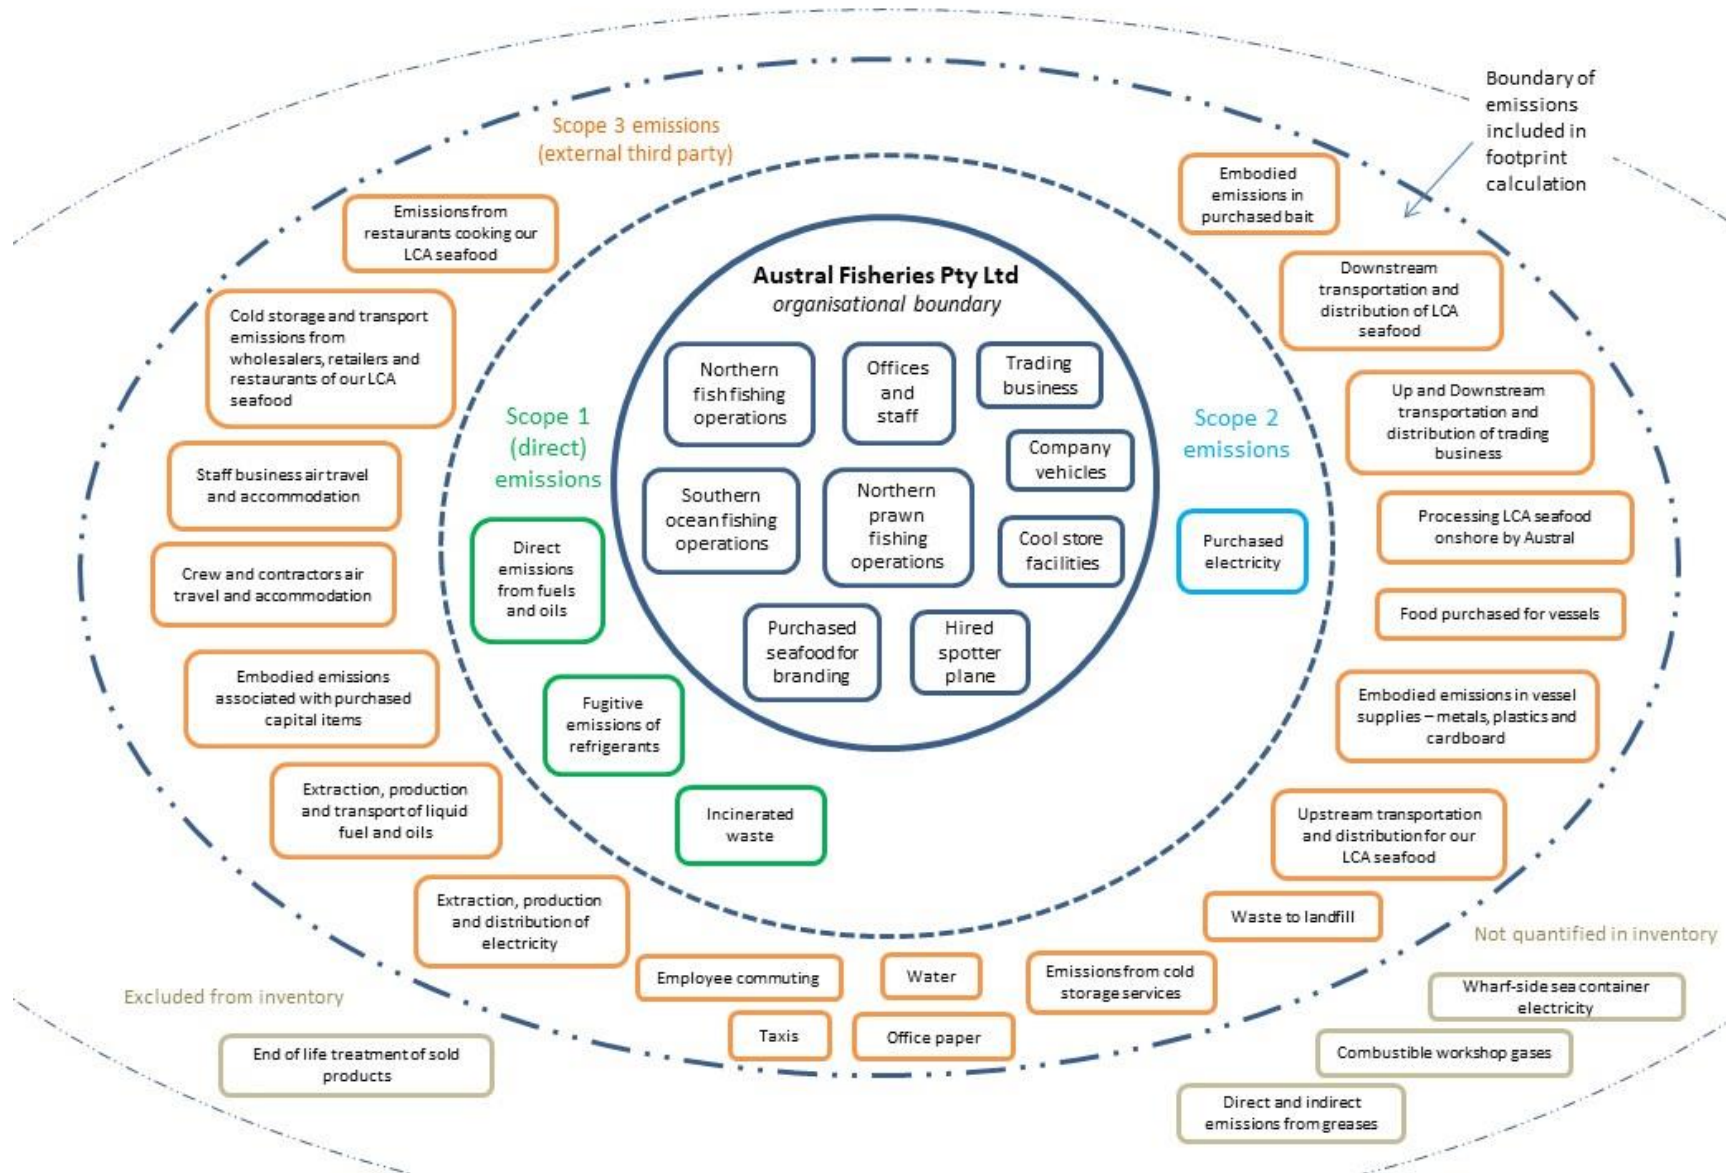 Boundary of
emissions
included in
footprint
calculation
Scope 3 emissions
(external third party)
Embodied
emissions in
purchased bait
Emissions from
restaurants cooking our
LCA seafood
Downstream
transportation and
distribution of LCA
seafood
Cold storage and transport
emissions from
wholesalers, retailers and
restaurants of our LCA
seafood
Up and Downstream
transportation and
distribution of trading
business
Staff business air travel
and accommodation
Processing LCA seafood
onshore by Austral
Crew and contractors air
travel and accommodation
Food purchased for vessels
Embodied emissions
associated with purchased
capital items
Embodied emissions in vessel
supplies – metals, plastics and
cardboard
Extraction, production
and transport of liquid
fuel and oils
Upstream transportation
and distribution for our
LCA seafood
Extraction, production
and distribution of
electricity
Waste to landfill
Employee commuting
Water
Emissions from cold
storage services
Taxis
Office paper
Austral Fisheries Pty Ltd
organisational boundary
Northern
fish fishing
operations
Offices
and
staff
Trading
business
Company
vehicles
Southern
ocean fishing
operations
Northern
prawn
fishing
operations
Cool store
facilities
Purchased
seafood for
branding
Hired
spotter
plane
Scope 1
(direct)
emissions
Direct
emissions
from fuels
and oils
Fugitive
emissions of
refrigerants
Incinerated
waste
Scope 2
emissions
Purchased
electricity
Excluded from inventory
End of life treatment of sold
products
Not quantified in inventory
Wharf-side sea container
electricity
Combustible workshop gases
Direct and indirect
emissions from greases